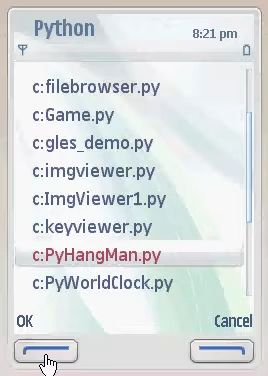 Python
8:21 pm
c:filebrowser.py
c:Game.py
c:gles_demo.py
c:imgviewer.py
c:ImgViewer1.py
c:keyviewer.py
c:PyHangMan.py
c:PyWorldClock.py
OK Cancel